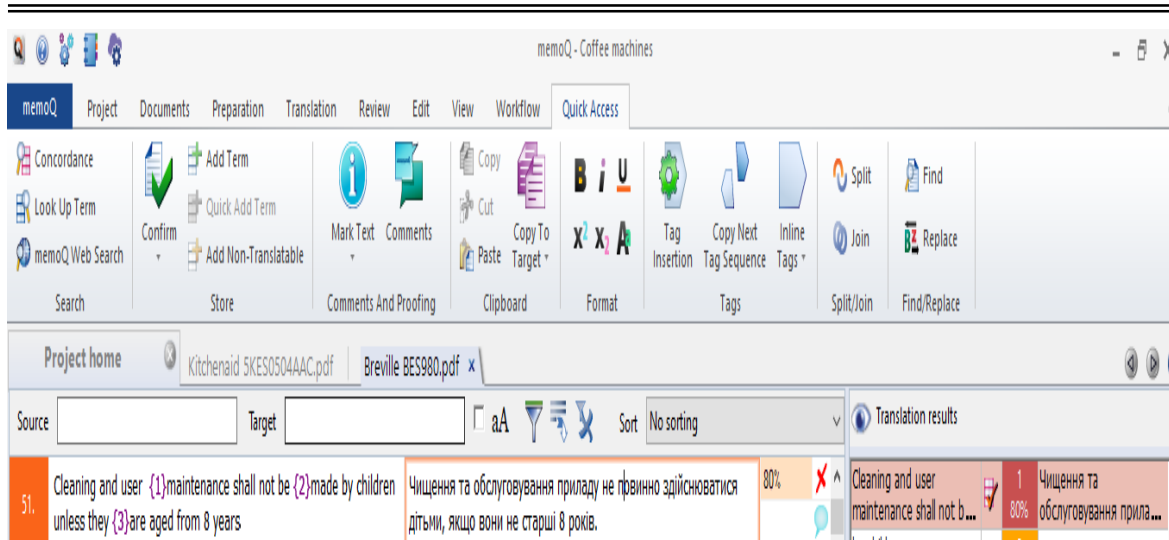 memoQ - Coffee machines
memoQ Project Documents Preparation Translation Review Edit View Workflow Quick Access
Concordance
Look Up Term
memoQ Web Search
Search
Confirm
Add Term
Quick Add Term
Add Non-Translatable
Store
Mark Text Comments
Comments And Proofing
Copy
Cut
Paste
Copy To
Target
Clipboard
B i U
X2 X2 Aa
Format
Tag
Insertion
Copy Next
Tag Sequence
Inline
Tags
Tags
Split
Join
Split/Join
Find
Replace
Find/Replace
Project home Kitchenaid 5KES0504AAC.pdf Breville BES980.pdf x
Source Target aA Sort No sorting Translation results
51.
Cleaning and user {1}maintenance shall not be {2}made by children
unless they {3}are aged from 8 years
Чищення та обслуговування приладу не повинно здійснюватися
дітьми, якщо вони не старші 8 років.
80%
Cleaning and user
maintenance shall not b...
1
80%
Чищення та
обслуговування прила...